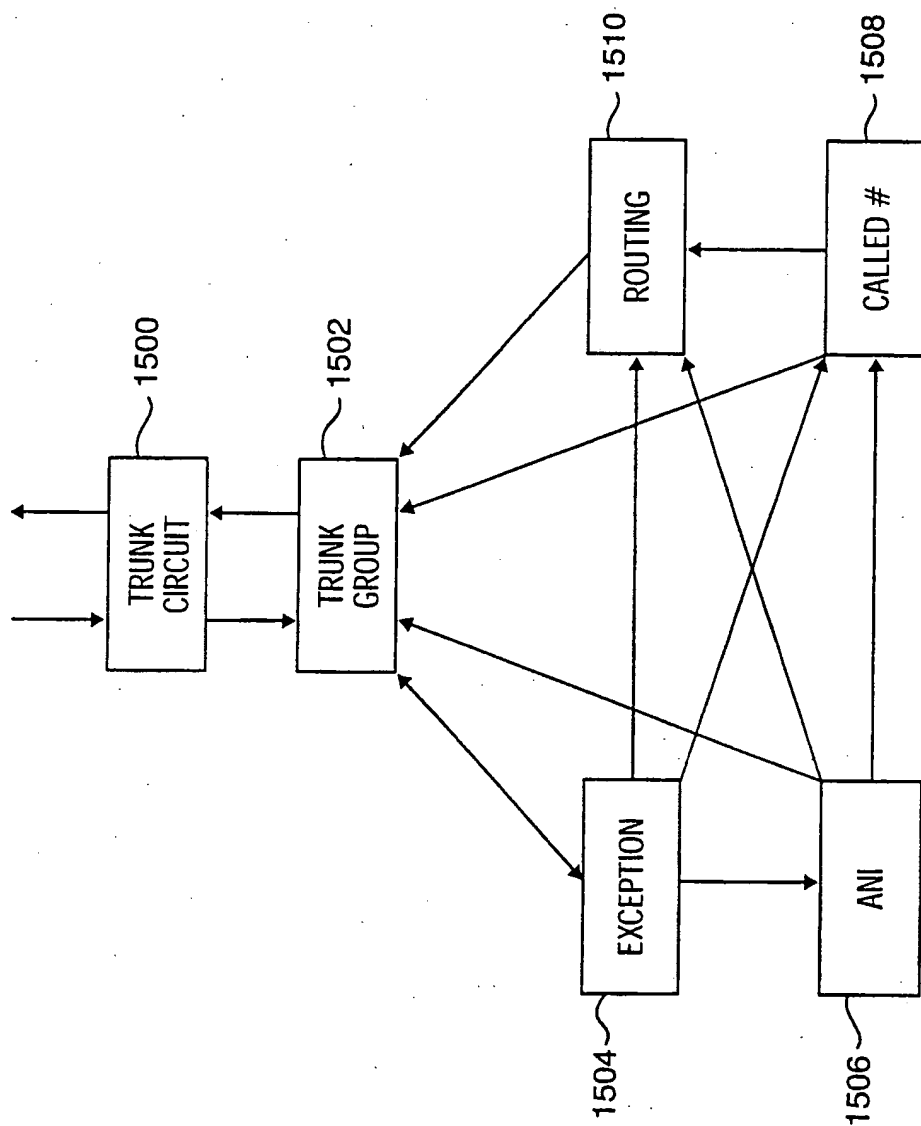 TRUNK
CIRCUIT
1500
TRUNK
GROUP
1502
EXCEPTION
1504
ROUTING
1510
ANI
1506
CALLED #
1508